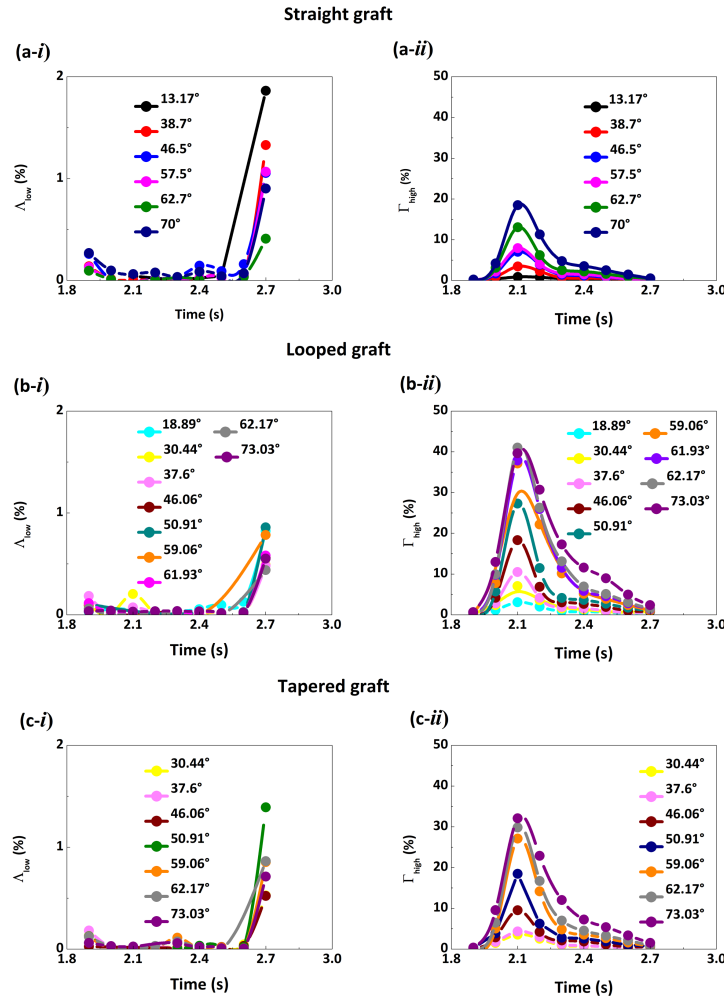 Straight graft
(a-i)
(a-ii)
2
1
0
Λlow (%)
13.17°
38.7°
46.5°
57.5°
62.7°
70°
1.8 2.1 2.4 2.7 3.0
Time (s)
50
40
30
20
10
0
Γhigh (%)
13.17°
38.7°
46.5°
57.5°
62.7°
70°
1.8 2.1 2.4 2.7 3.0
Time (s)
Looped graft
(b-i)
(b-ii)
2
1
0
Λlow (%)
18.89° 62.17°
30.44° 73.03°
37.6°
46.06°
50.91°
59.06°
61.93°
1.8 2.1 2.4 2.7 3.0
Time (s)
50
40
30
20
10
0
Γhigh (%)
18.89° 59.06°
30.44° 61.93°
37.6° 62.17°
46.06° 73.03°
50.91°
1.8 2.1 2.4 2.7 3.0
Time (s)
Tapered graft
(c-i)
(c-ii)
2
1
0
Λlow (%)
30.44°
37.6°
46.06°
50.91°
59.06°
62.17°
73.03°
1.8 2.1 2.4 2.7 3.0
Time (s)
50
40
30
20
10
0
Γhigh (%)
30.44°
37.6°
46.06°
50.91°
59.06°
62.17°
73.03°
1.8 2.1 2.4 2.7 3.0
Time (s)